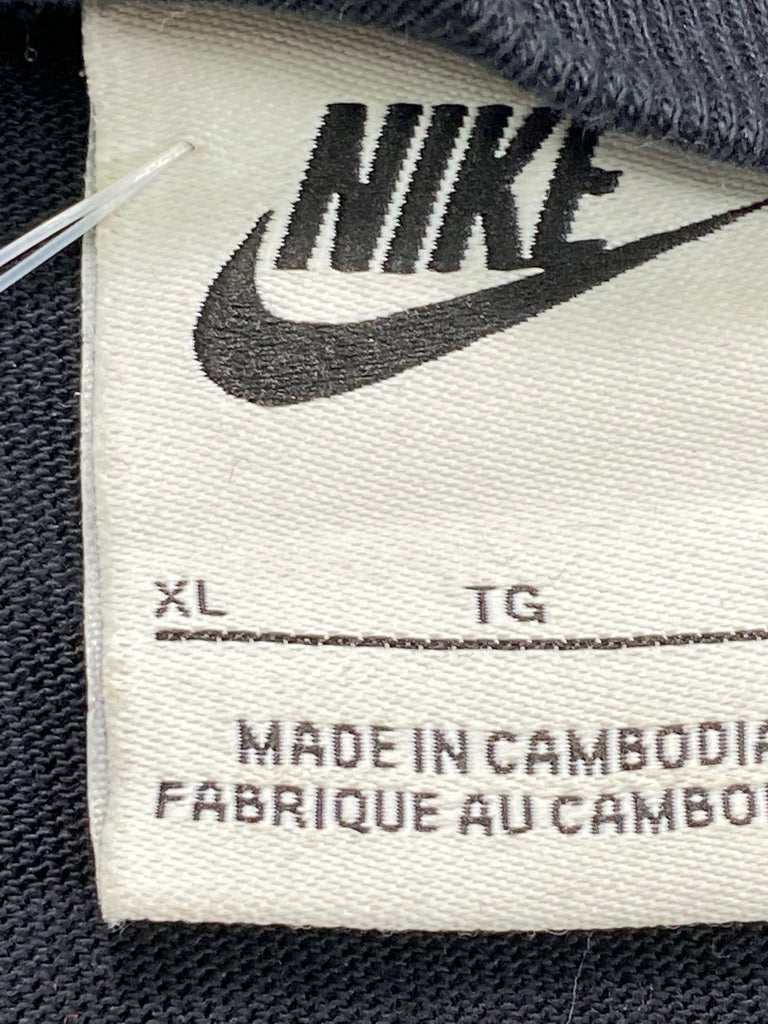 NIKE
XL TG
MADE IN CAMBODIA
FABRIQUE AU CAMBO